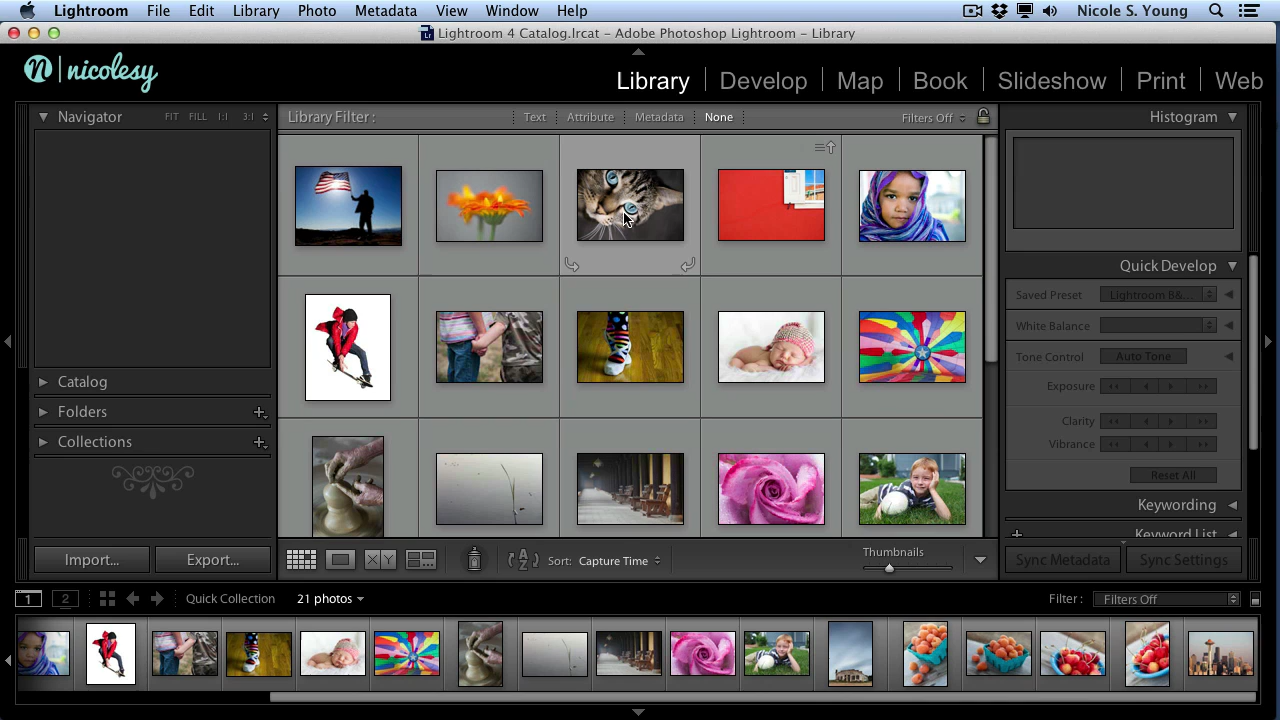 Lightroom File Edit Library Photo Metadata View Window Help Nicole S. Young
Lr Lightroom 4 Catalog.lrcat – Adobe Photoshop Lightroom – Library
n | nicolesy Library | Develop | Map | Book | Slideshow | Print | Web
Navigator FIT FILL 1:1 3:1 Library Filter : Text Attribute Metadata None Filters Off Histogram
Quick Develop
Saved Preset Lightroom B&...
White Balance
Tone Control Auto Tone
Catalog Exposure
Folders Clarity
Collections Vibrance
Reset All
Keywording
Keyword List
Import... Export... XY AZ Sort: Capture Time Thumbnails Sync Metadata Sync Settings
1 2 Quick Collection 21 photos Filter : Filters Off